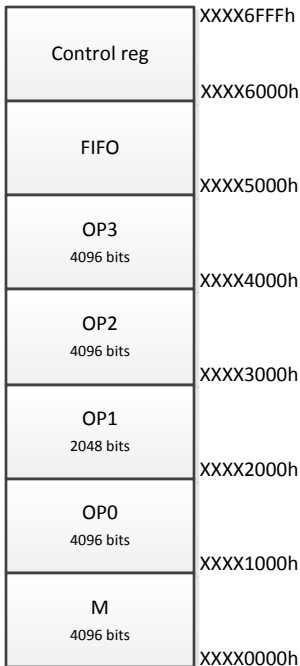 XXXX6FFFh
Control reg
XXXX6000h
FIFO
XXXX5000h
OP3
4096 bits
XXXX4000h
OP2
4096 bits
XXXX3000h
OP1
2048 bits
XXXX2000h
OP0
4096 bits
XXXX1000h
M
4096 bits
XXXX0000h